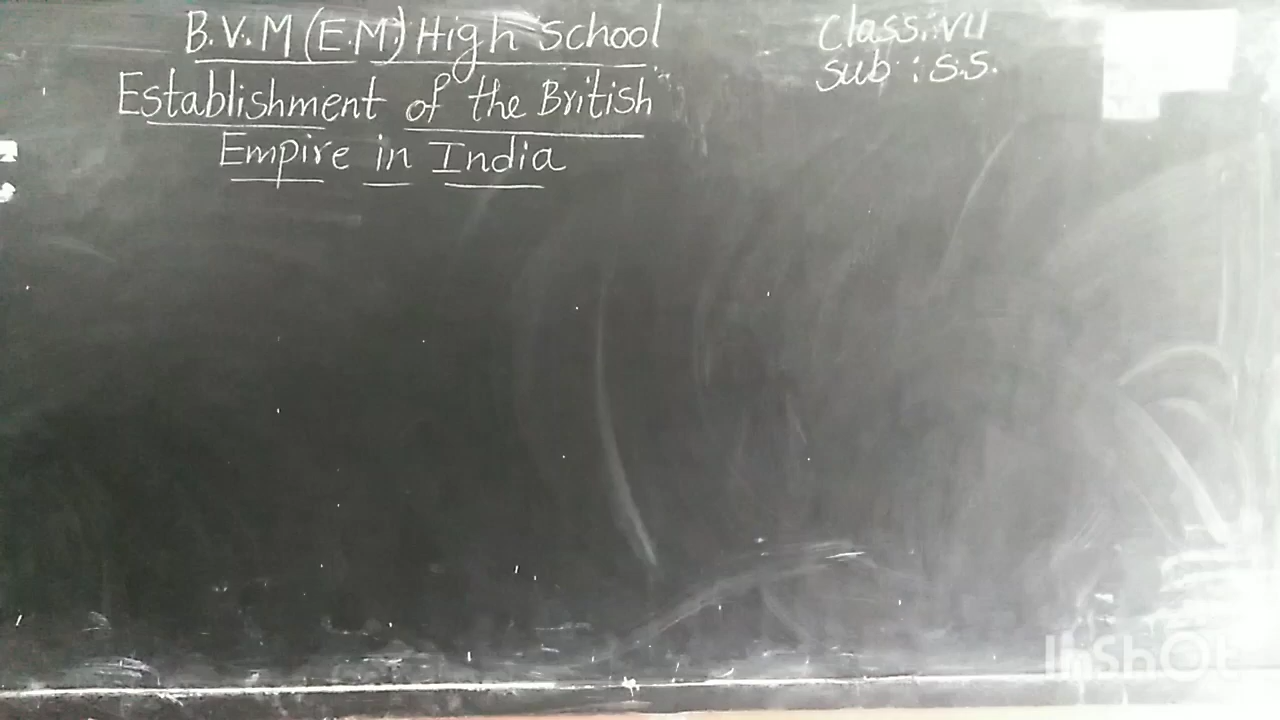 B.V.M (E.M) High School
Establishment of the British
Empire in India
Class: VII
Sub : S.S.
InShOt